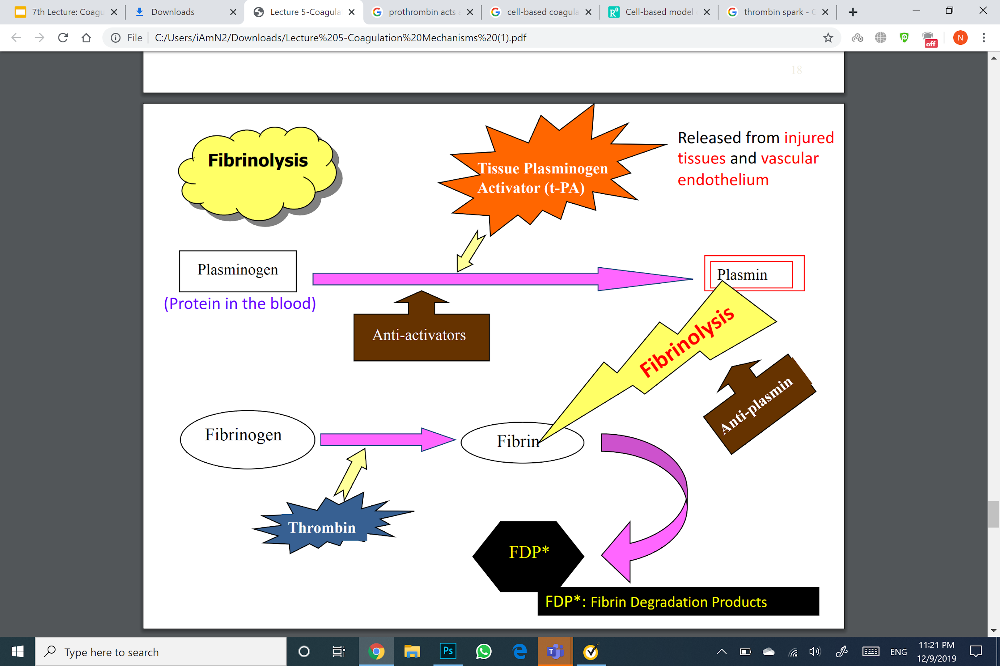 7th Lecture: Coagu
Downloads
Lecture 5-Coagula
prothrombin acts a
cell-based coagula
Cell-based model
thrombin spark - G
File
C:/Users/iAmN2/Downloads/Lecture%205-Coagulation%20Mechanisms%20(1).pdf
off
N
18
Fibrinolysis
Tissue Plasminogen
Activator (t-PA)
Released from injured
tissues and vascular
endothelium
Plasminogen
(Protein in the blood)
Plasmin
Anti-activators
Fibrinolysis
Anti-plasmin
Fibrinogen
Fibrin
Thrombin
FDP*
FDP*: Fibrin Degradation Products
Type here to search
Ps
ENG
11:21 PM
12/9/2019